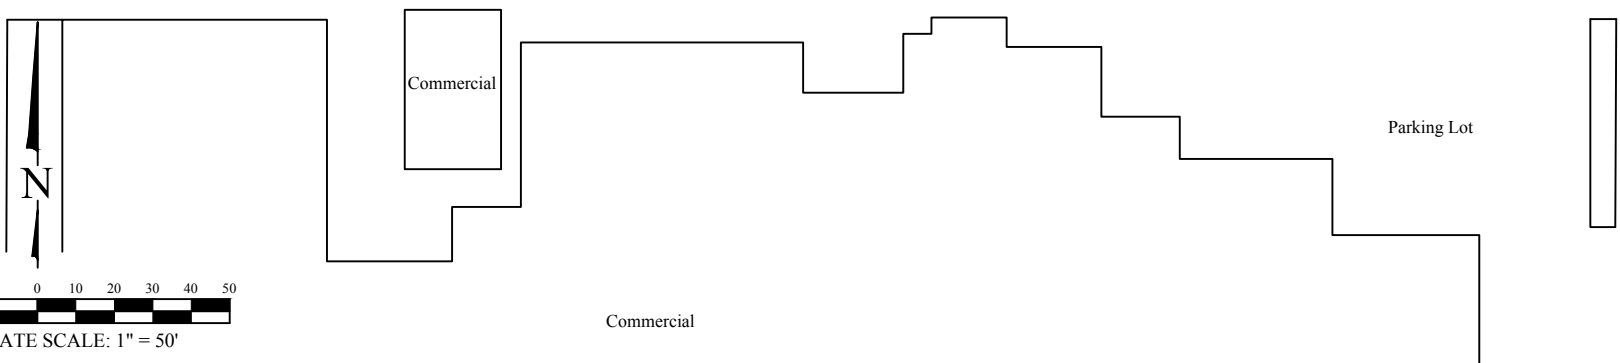 Commercial
Parking Lot
N
0 10 20 30 40 50
ATE SCALE: 1" = 50'
Commercial